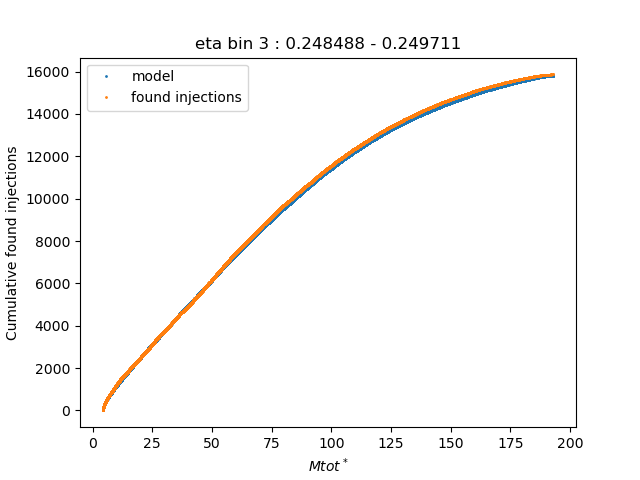 eta bin 3 : 0.248488 - 0.249711
model
found injections
Cumulative found injections
16000
14000
12000
10000
8000
6000
4000
2000
0
0 25 50 75 100 125 150 175 200
Mtot*